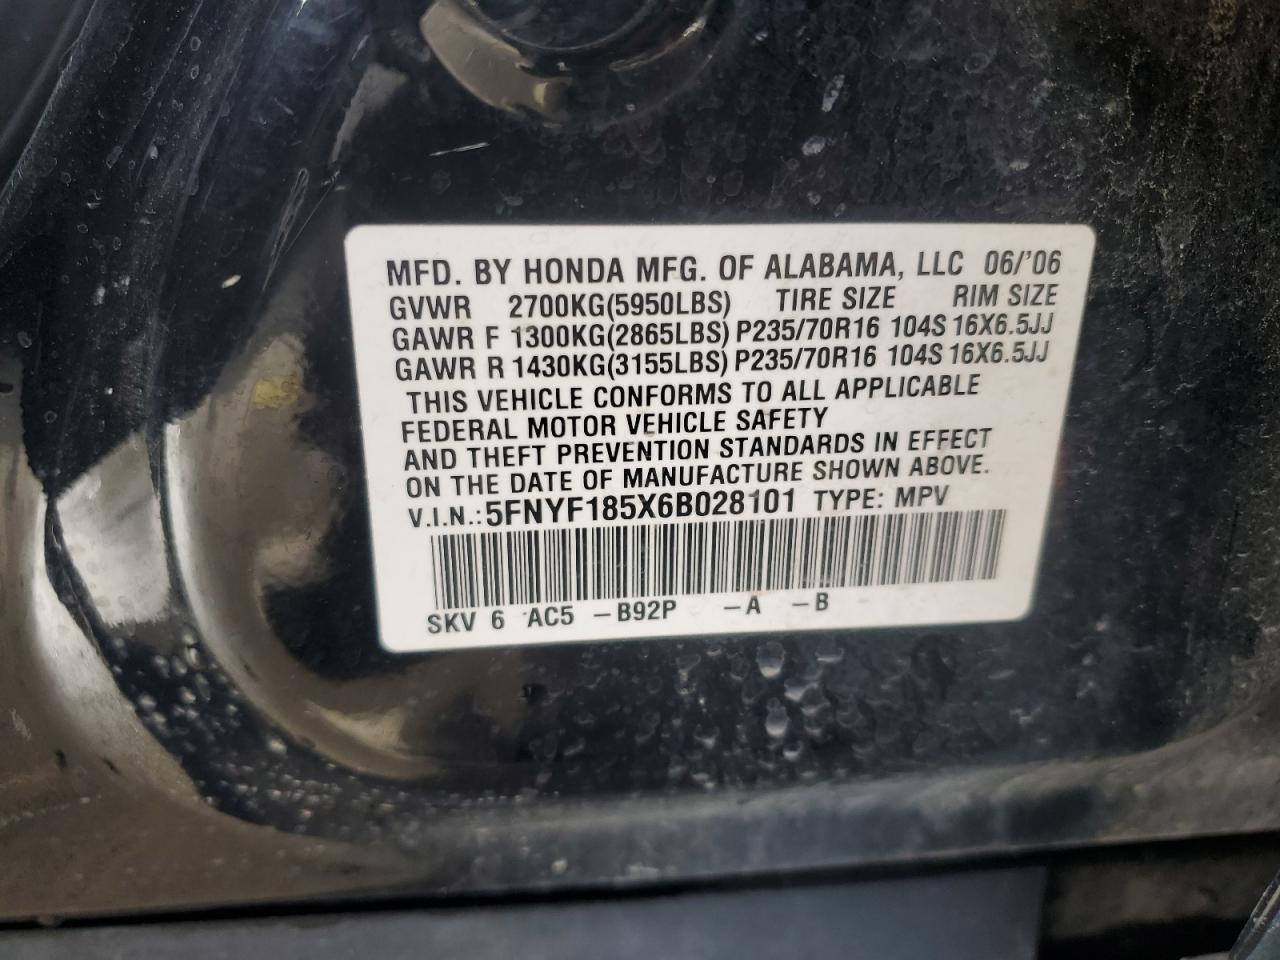 MFD. BY HONDA MFG. OF ALABAMA, LLC 06/'06
GVWR 2700KG(5950LBS) TIRE SIZE RIM SIZE
GAWR F 1300KG(2865LBS) P235/70R16 104S 16X6.5JJ
GAWR R 1430KG(3155LBS) P235/70R16 104S 16X6.5JJ
THIS VEHICLE CONFORMS TO ALL APPLICABLE
FEDERAL MOTOR VEHICLE SAFETY
AND THEFT PREVENTION STANDARDS IN EFFECT
ON THE DATE OF MANUFACTURE SHOWN ABOVE.
V.I.N.: 5FNYF185X6B028101 TYPE: MPV
SKV 6 AC5 -B92P -A -B